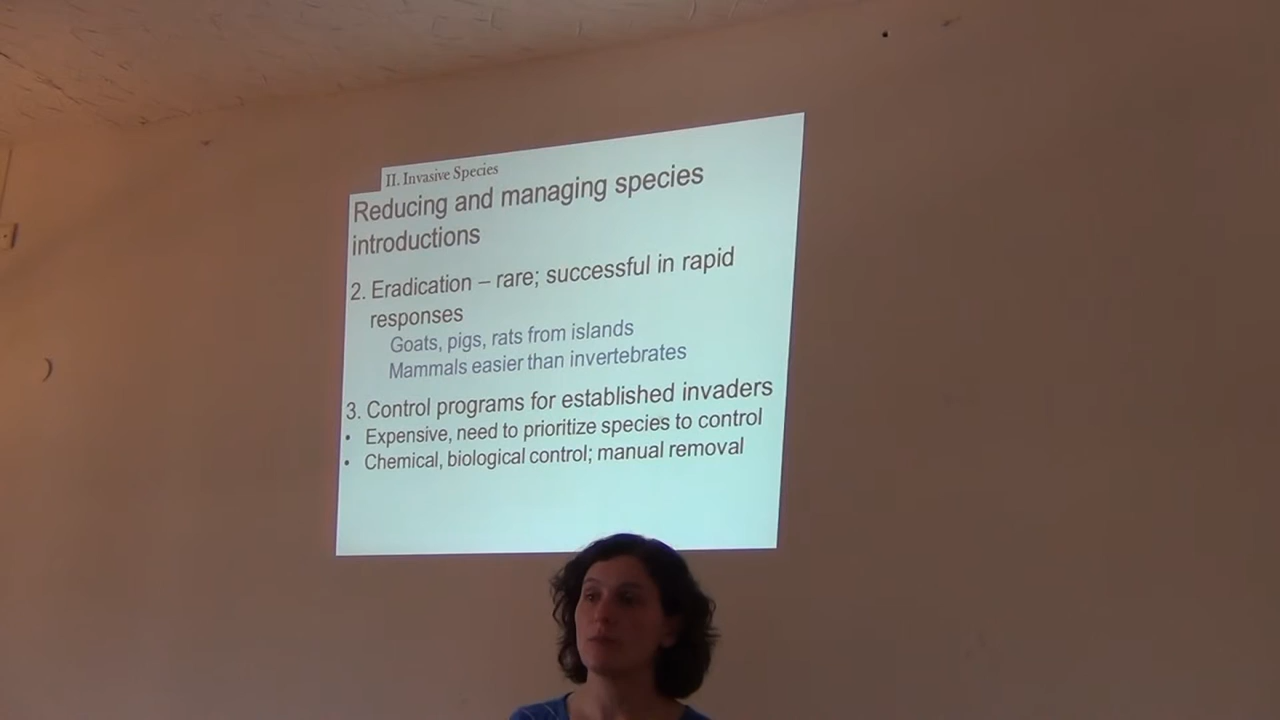 II. Invasive Species
Reducing and managing species
introductions
2. Eradication – rare; successful in rapid
responses
Goats, pigs, rats from islands
Mammals easier than invertebrates
3. Control programs for established invaders
• Expensive, need to prioritize species to control
• Chemical, biological control; manual removal